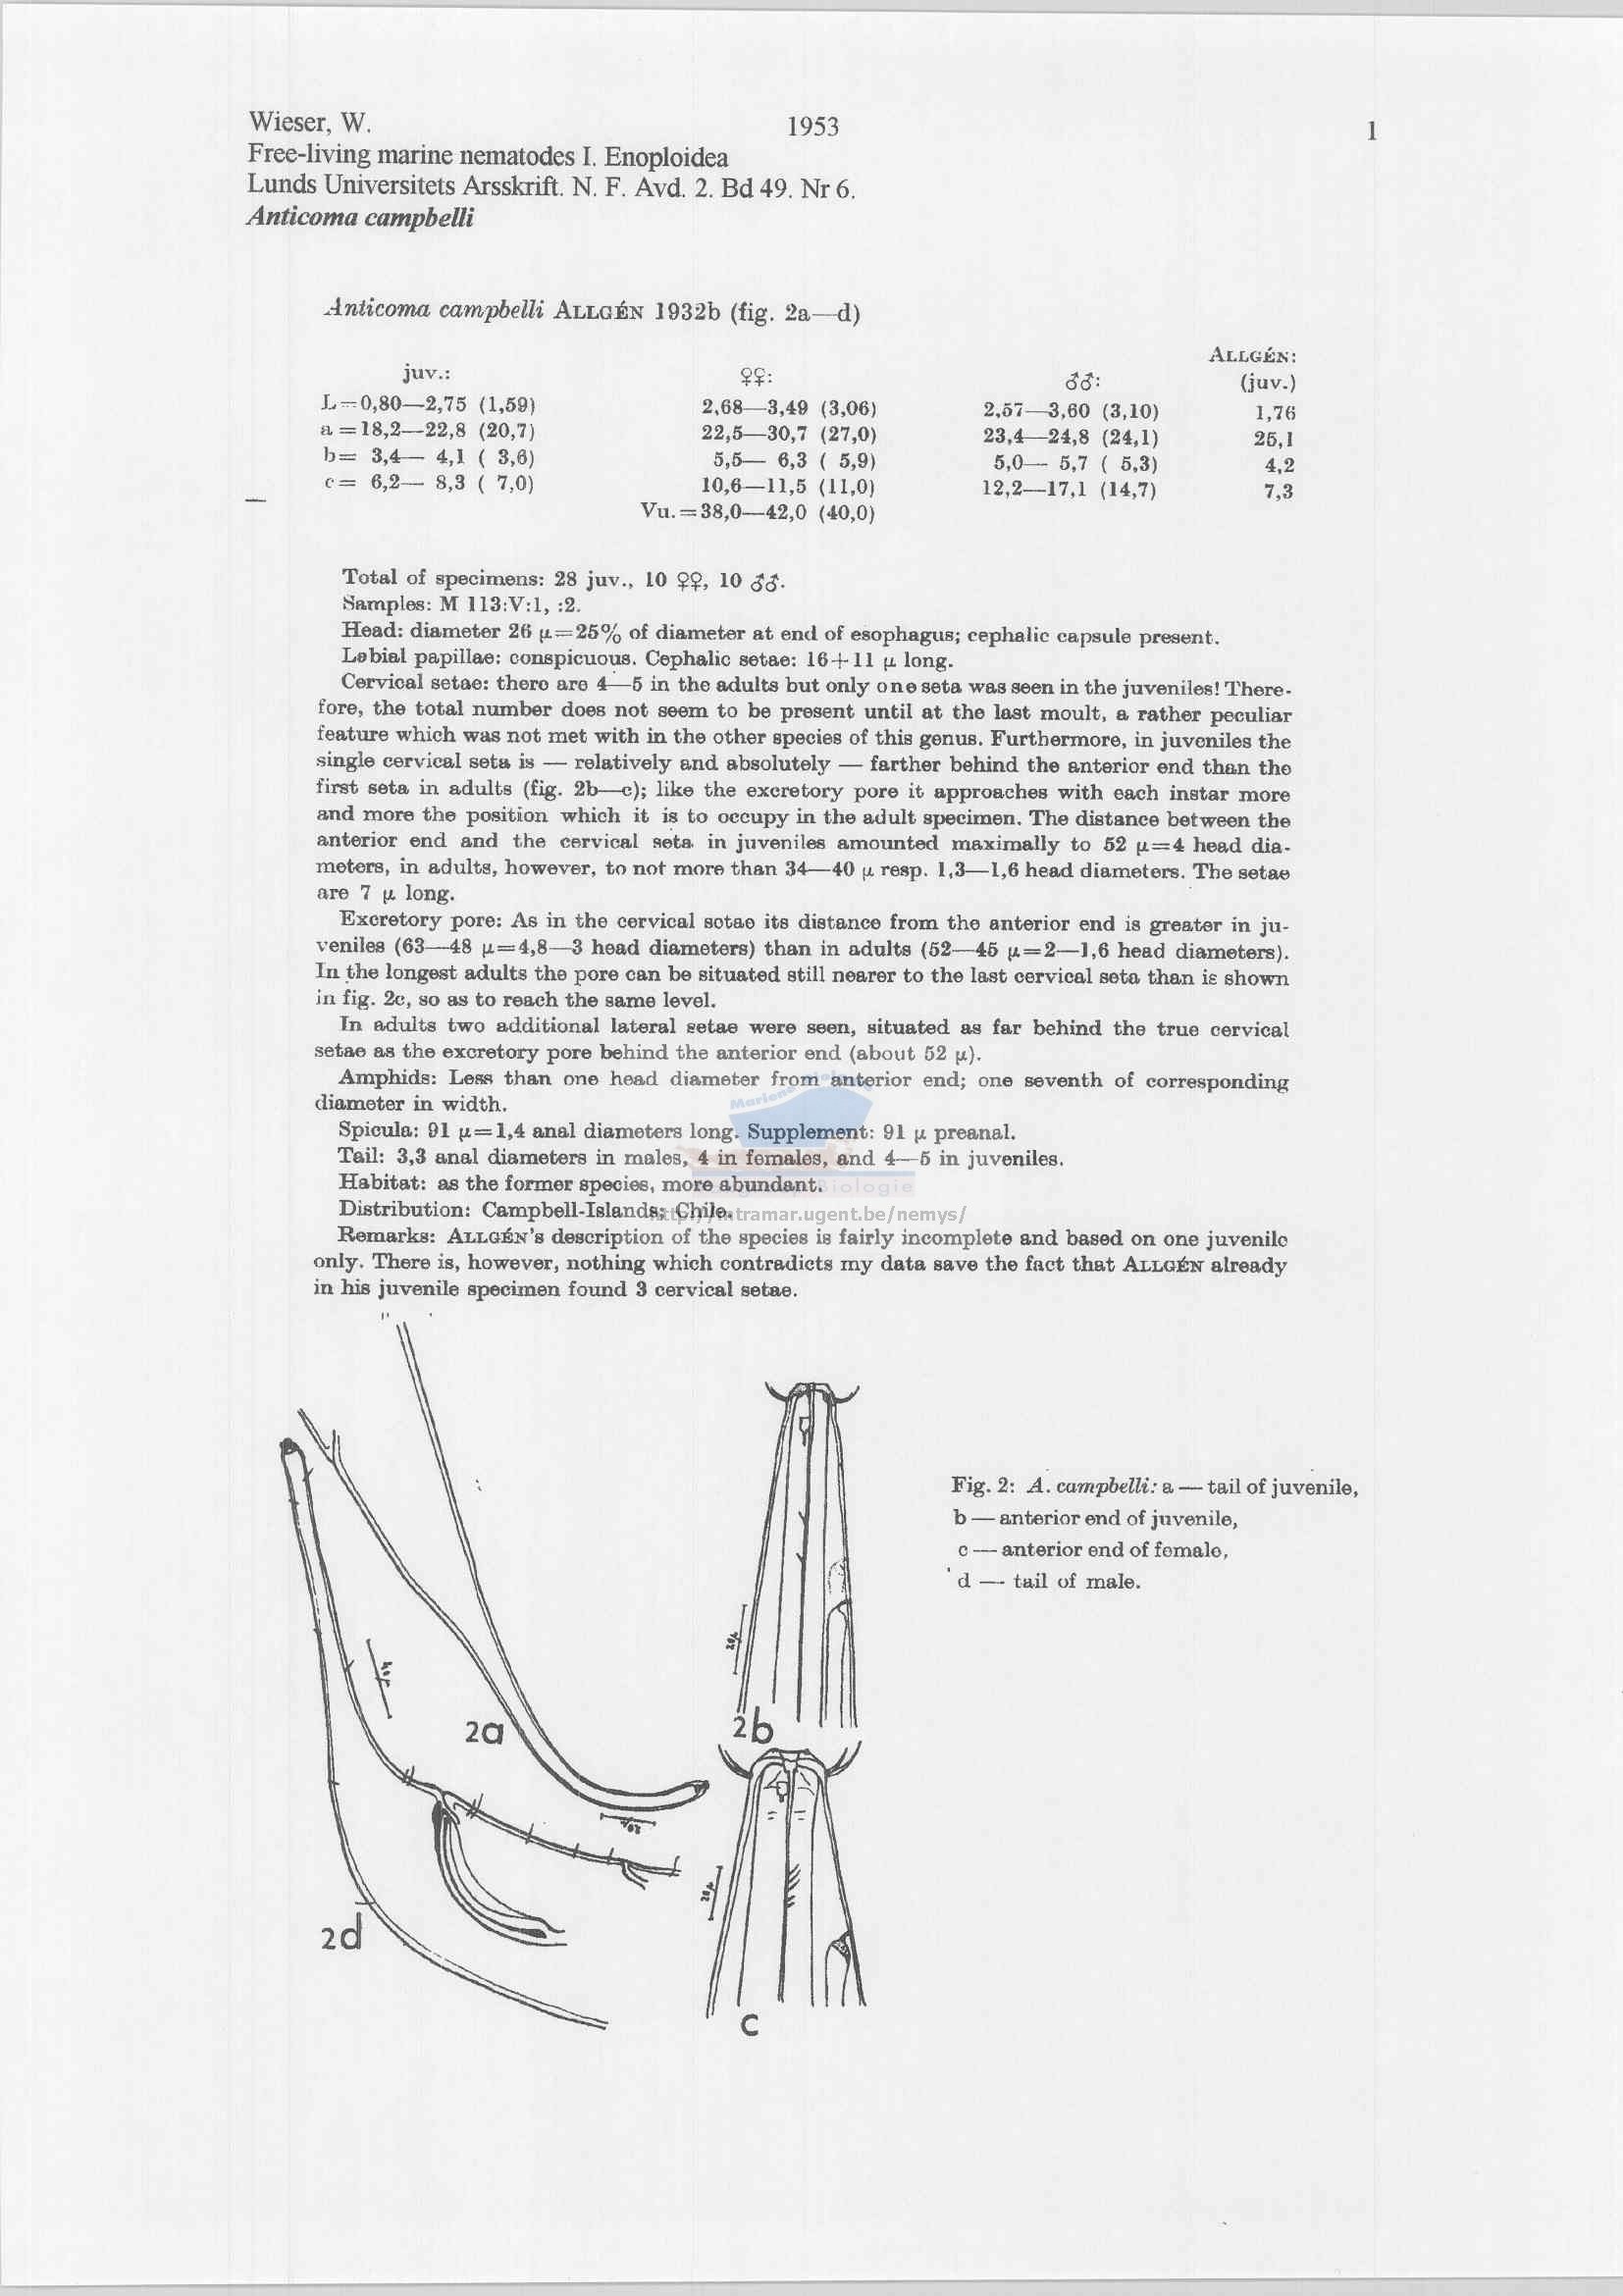 Wieser, W. 1953 1
Free-living marine nematodes I. Enoploidea
Lunds Universitets Arsskrift. N. F. Avd. 2. Bd 49. Nr 6.
Anticoma campbelli
Anticoma campbelli ALLGÉN 1932b (fig. 2a—d)
ALLGÉN:
juv.: ♀♀: ♂♂: (juv.)
L=0,80—2,75 (1,59) 2,68—3,49 (3,06) 2,57—3,60 (3,10) 1,76
a=18,2—22,8 (20,7) 22,5—30,7 (27,0) 23,4—24,8 (24,1) 25,1
b= 3,4— 4,1 ( 3,6) 5,5— 6,3 ( 5,9) 5,0— 5,7 ( 5,3) 4,2
c= 6,2— 8,3 ( 7,0) 10,6—11,5 (11,0) 12,2—17,1 (14,7) 7,3
Vu.=38,0—42,0 (40,0)
Total of specimens: 28 juv., 10 ♀♀, 10 ♂♂.
Samples: M 113:V:1, :2.
Head: diameter 26 μ=25% of diameter at end of esophagus; cephalic capsule present.
Labial papillae: conspicuous. Cephalic setae: 16+11 μ long.
Cervical setae: there are 4—5 in the adults but only one seta was seen in the juveniles! There-
fore, the total number does not seem to be present until at the last moult, a rather peculiar
feature which was not met with in the other species of this genus. Furthermore, in juveniles the
single cervical seta is — relatively and absolutely — farther behind the anterior end than the
first seta in adults (fig. 2b—c); like the excretory pore it approaches with each instar more
and more the position which it is to occupy in the adult specimen. The distance between the
anterior end and the cervical seta in juveniles amounted maximally to 52 μ=4 head dia-
meters, in adults, however, to not more than 34—40 μ resp. 1,3—1,6 head diameters. The setae
are 7 μ long.
Excretory pore: As in the cervical setae its distance from the anterior end is greater in ju-
veniles (63—48 μ=4,8—3 head diameters) than in adults (52—45 μ=2—1,6 head diameters).
In the longest adults the pore can be situated still nearer to the last cervical seta than is shown
in fig. 2c, so as to reach the same level.
In adults two additional lateral setae were seen, situated as far behind the true cervical
setae as the excretory pore behind the anterior end (about 52 μ).
Amphids: Less than one head diameter from anterior end; one seventh of corresponding
diameter in width.
Spicula: 91 μ=1,4 anal diameters long. Supplement: 91 μ preanal.
Tail: 3,3 anal diameters in males, 4 in females, and 4—5 in juveniles.
Habitat: as the former species, more abundant.
Distribution: Campbell-Islands; Chile.
http://intramar.ugent.be/nemys/
Remarks: ALLGÉN's description of the species is fairly incomplete and based on one juvenile
only. There is, however, nothing which contradicts my data save the fact that ALLGÉN already
in his juvenile specimen found 3 cervical setae.
Fig. 2: A. campbelli: a — tail of juvenile,
b — anterior end of juvenile,
c — anterior end of female,
d — tail of male.
2a
2b
2d
c